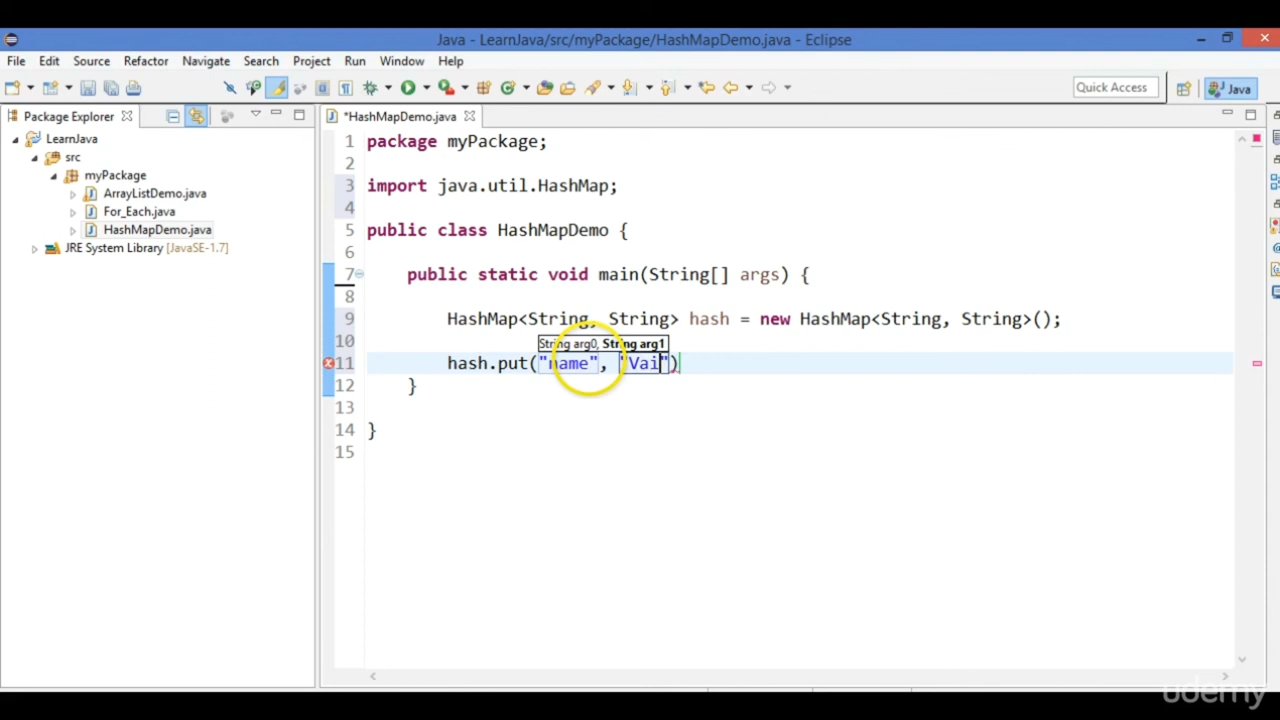 Java - LearnJava/src/myPackage/HashMapDemo.java - Eclipse
File Edit Source Refactor Navigate Search Project Run Window Help
Quick Access
Java
Package Explorer
*HashMapDemo.java
LearnJava
src
myPackage
ArrayListDemo.java
For_Each.java
HashMapDemo.java
JRE System Library [JavaSE-1.7]
1 package myPackage;
2
3 import java.util.HashMap;
4
5 public class HashMapDemo {
6
7 public static void main(String[] args) {
8
9 HashMap<String, String> hash = new HashMap<String, String>();
10
String arg0, String arg1
11 hash.put("name", "Vai")
12 }
13
14 }
15
udemy